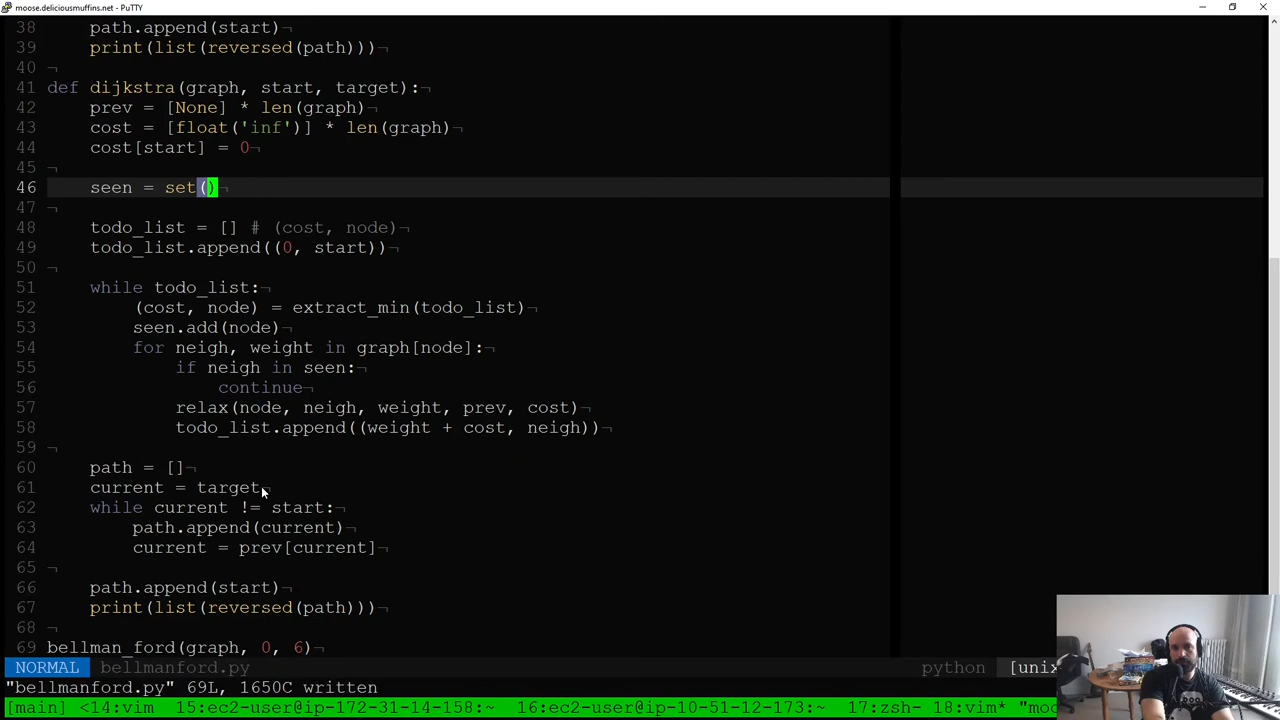 moose.deliciousmuffins.net - PuTTY
38     path.append(start)¬
39     print(list(reversed(path)))¬
40 ¬
41 def dijkstra(graph, start, target):¬
42     prev = [None] * len(graph)¬
43     cost = [float('inf')] * len(graph)¬
44     cost[start] = 0¬
45 ¬
46     seen = set()¬
47 ¬
48     todo_list = [] # (cost, node)¬
49     todo_list.append((0, start))¬
50 ¬
51     while todo_list:¬
52         (cost, node) = extract_min(todo_list)¬
53         seen.add(node)¬
54         for neigh, weight in graph[node]:¬
55             if neigh in seen:¬
56                 continue¬
57             relax(node, neigh, weight, prev, cost)¬
58             todo_list.append((weight + cost, neigh))¬
59 ¬
60     path = []¬
61     current = target¬
62     while current != start:¬
63         path.append(current)¬
64         current = prev[current]¬
65 ¬
66     path.append(start)¬
67     print(list(reversed(path)))¬
68 ¬
69 bellman_ford(graph, 0, 6)¬
NORMAL bellmanford.py python [unix
"bellmanford.py" 69L, 1650C written
[main] <14:vim 15:ec2-user@ip-172-31-14-158:~ 16:ec2-user@ip-10-51-12-173:~ 17:zsh- 18:vim* "moo